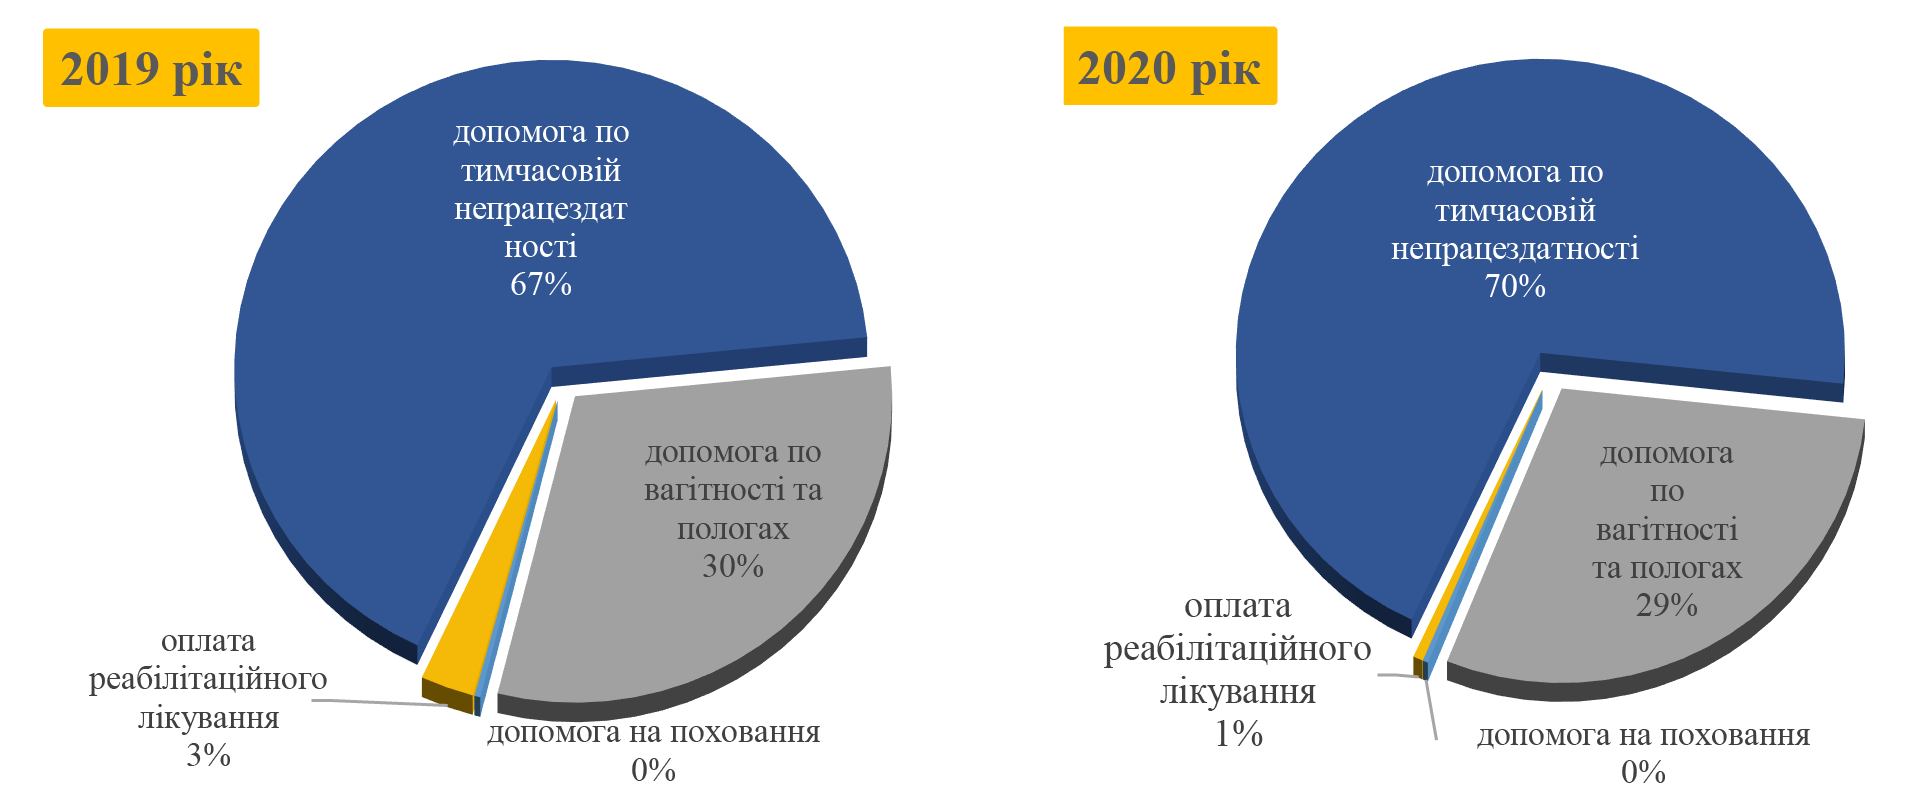 2019 рік
допомога по
тимчасовій
непрацездат
ності
67%
допомога по
вагітності та
пологах
30%
оплата
реабілітаційного
лікування
3%
допомога на поховання
0%
2020 рік
допомога по
тимчасовій
непрацездатності
70%
допомога
по
вагітності
та пологах
29%
оплата
реабілітаційного
лікування
1%
допомога на поховання
0%